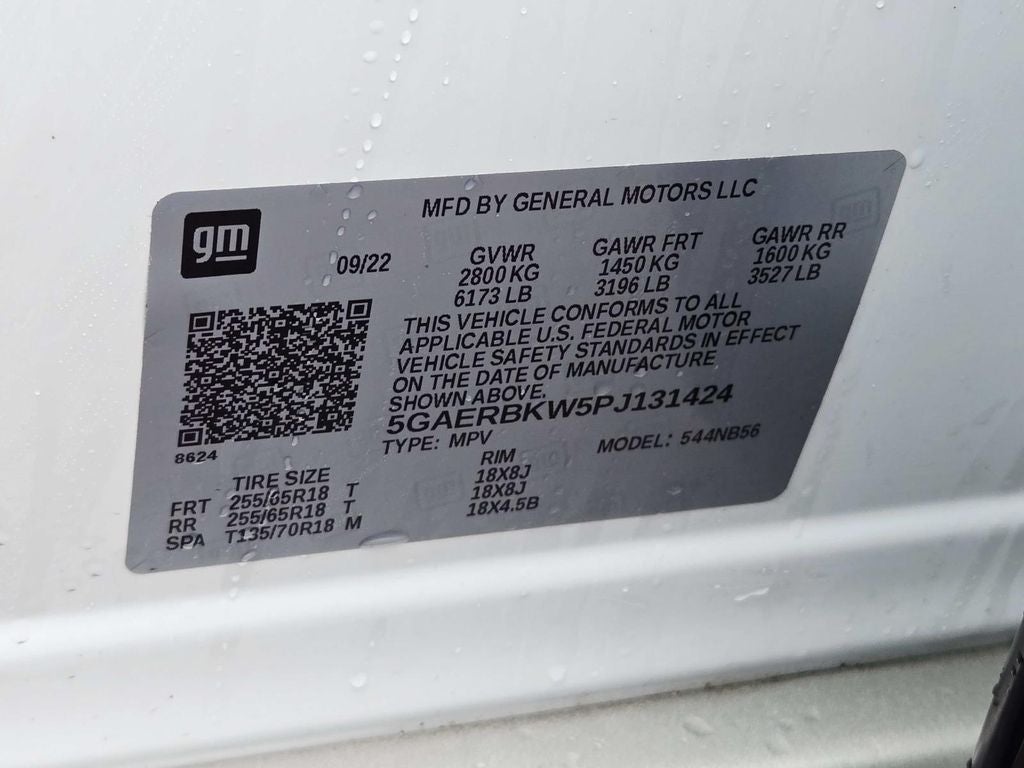 gm
MFD BY GENERAL MOTORS LLC
09/22
GVWR GAWR FRT GAWR RR
2800 KG 1450 KG 1600 KG
6173 LB 3196 LB 3527 LB
THIS VEHICLE CONFORMS TO ALL
APPLICABLE U.S. FEDERAL MOTOR
VEHICLE SAFETY STANDARDS IN EFFECT
ON THE DATE OF MANUFACTURE
SHOWN ABOVE.
5GAERBKW5PJ131424
TYPE: MPV MODEL: 544NB56
8624
TIRE SIZE RIM
FRT 255/65R18 T 18X8J
RR 255/65R18 T 18X8J
SPA T135/70R18 M 18X4.5B